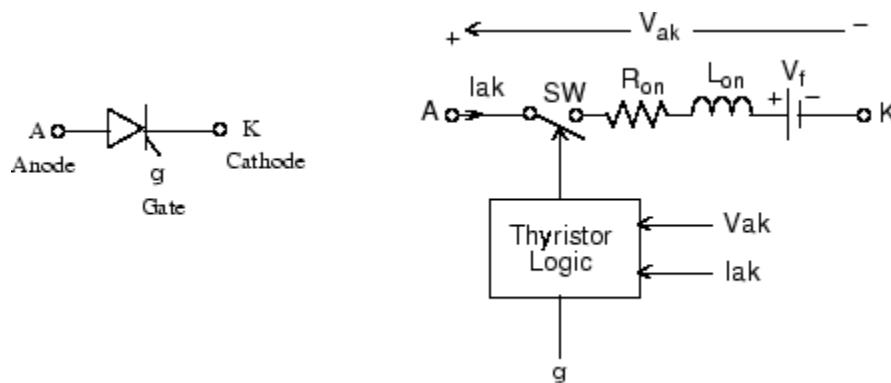 A K
Anode Cathode
g
Gate
+ Vak −
Iak SW Ron Lon Vf
A + − K
Thyristor
Logic
Vak
Iak
g